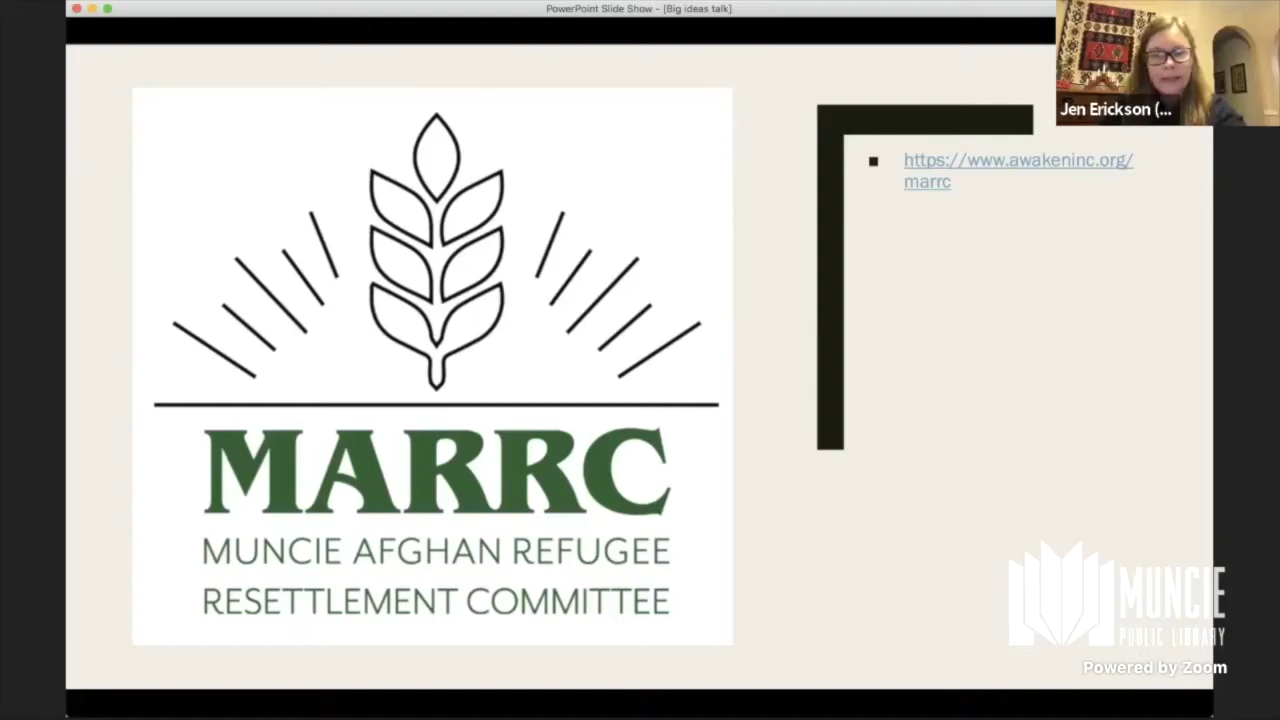 PowerPoint Slide Show - [Big ideas talk]
Jen Erickson (...
https://www.awakeninc.org/
marrc
MARRC
MUNCIE AFGHAN REFUGEE
RESETTLEMENT COMMITTEE
MUNCIE
PUBLIC LIBRARY
Powered by Zoom